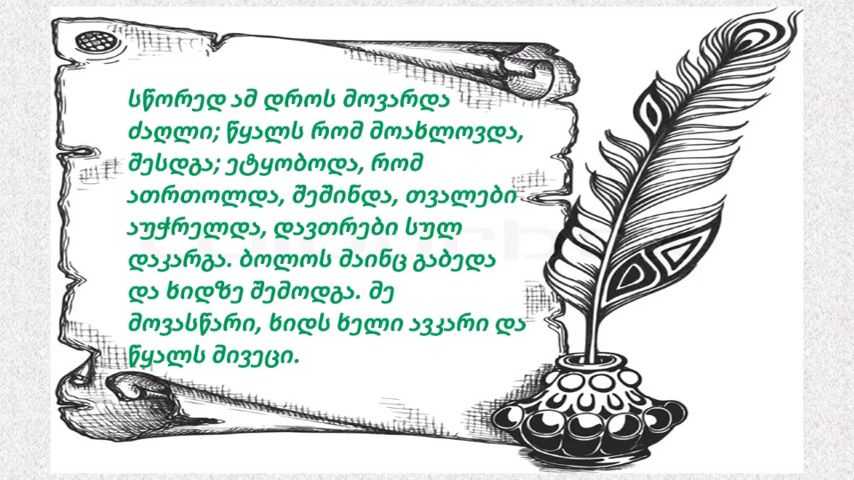 სწორედ ამ დროს მოვარდა
ძაღლი; წყალს რომ მოახლოვდა,
შესდგა; ეტყობოდა, რომ
ათრთოლდა, შეშინდა, თვალები
აუჭრელდა, დავთრები სულ
დაკარგა. ბოლოს მაინც გაბედა
და ხიდზე შემოდგა. მე
მოვასწარი, ხიდს ხელი ავკარი და
წყალს მივეცი.